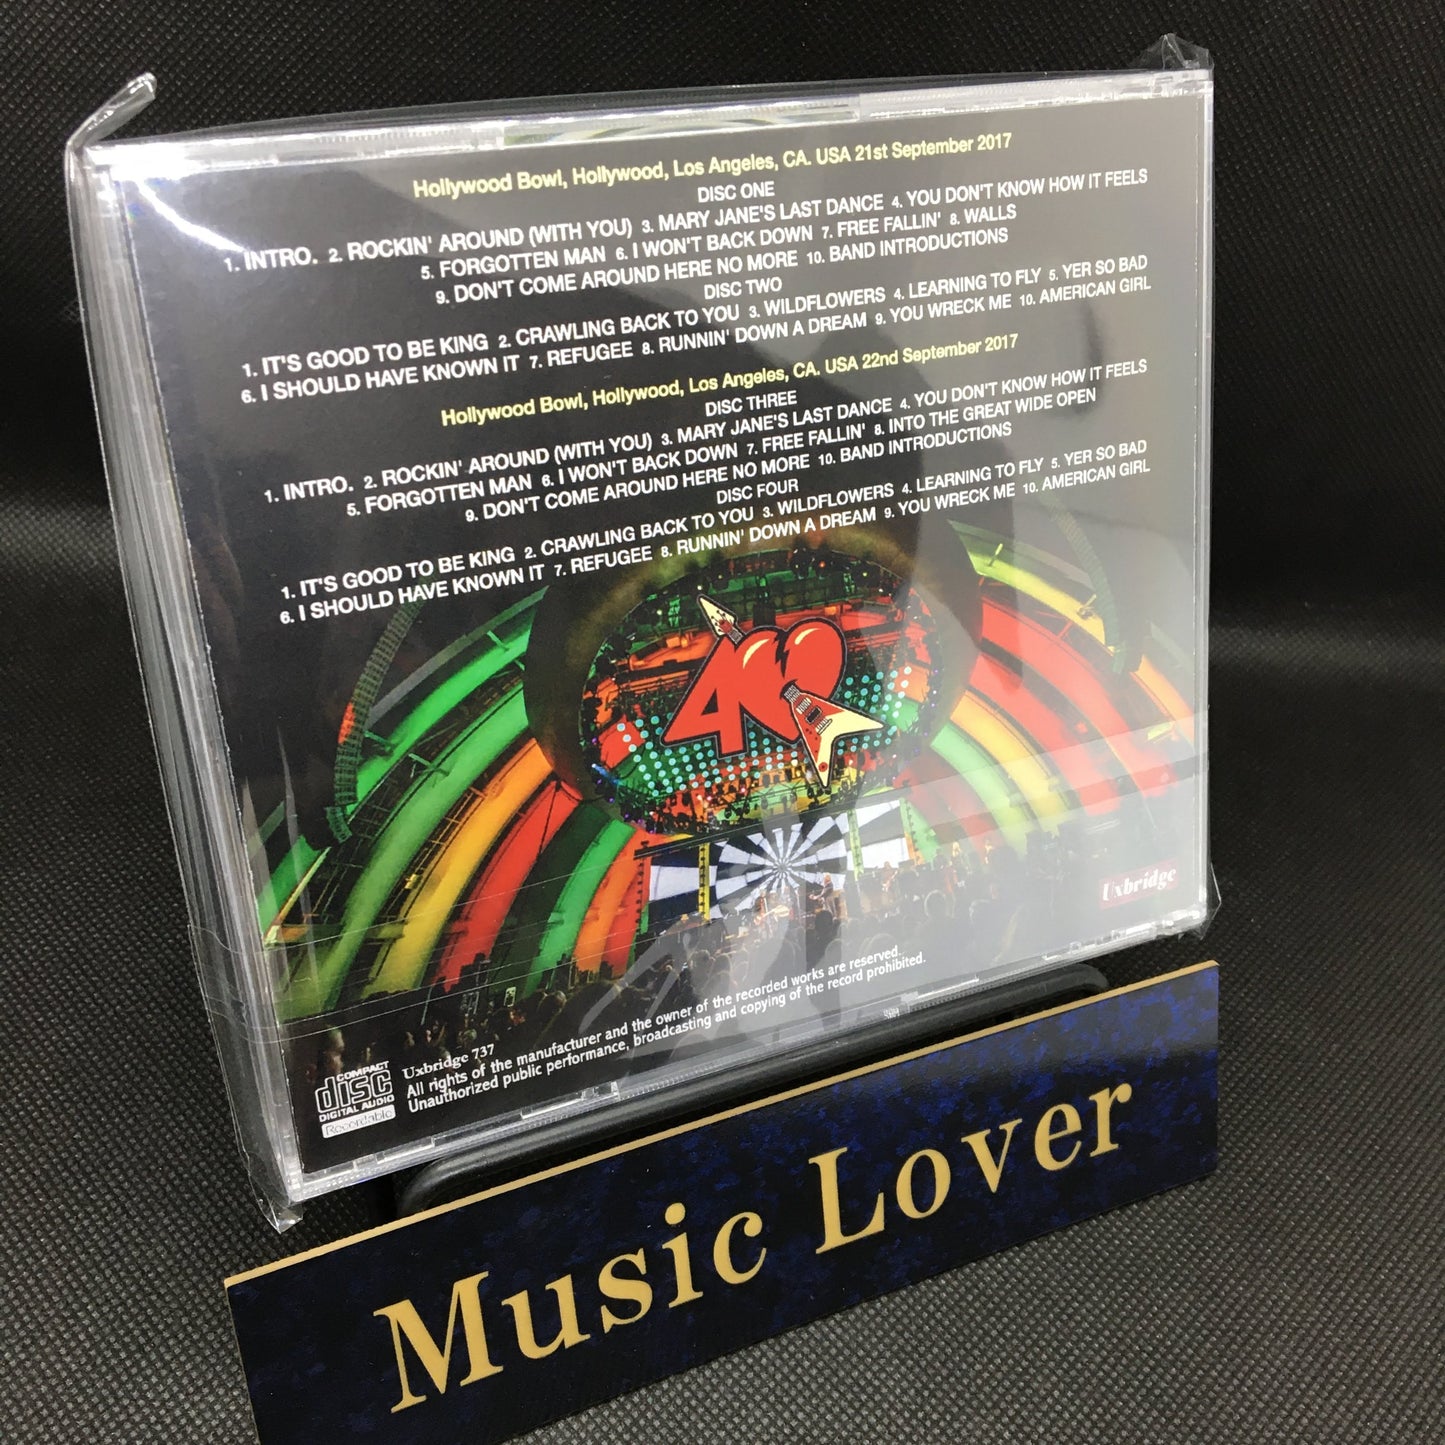 Hollywood Bowl, Hollywood, Los Angeles, CA. USA 21st September 2017
DISC ONE
1. INTRO. 2. ROCKIN' AROUND (WITH YOU) 3. MARY JANE'S LAST DANCE 4. YOU DON'T KNOW HOW IT FEELS
5. FORGOTTEN MAN 6. I WON'T BACK DOWN 7. FREE FALLIN' 8. WALLS
9. DON'T COME AROUND HERE NO MORE 10. BAND INTRODUCTIONS
DISC TWO
1. IT'S GOOD TO BE KING 2. CRAWLING BACK TO YOU 3. WILDFLOWERS 4. LEARNING TO FLY 5. YER SO BAD
6. I SHOULD HAVE KNOWN IT 7. REFUGEE 8. RUNNIN' DOWN A DREAM 9. YOU WRECK ME 10. AMERICAN GIRL
Hollywood Bowl, Hollywood, Los Angeles, CA. USA 22nd September 2017
DISC THREE
1. INTRO. 2. ROCKIN' AROUND (WITH YOU) 3. MARY JANE'S LAST DANCE 4. YOU DON'T KNOW HOW IT FEELS
5. FORGOTTEN MAN 6. I WON'T BACK DOWN 7. FREE FALLIN' 8. INTO THE GREAT WIDE OPEN
9. DON'T COME AROUND HERE NO MORE 10. BAND INTRODUCTIONS
DISC FOUR
1. IT'S GOOD TO BE KING 2. CRAWLING BACK TO YOU 3. WILDFLOWERS 4. LEARNING TO FLY 5. YER SO BAD
6. I SHOULD HAVE KNOWN IT 7. REFUGEE 8. RUNNIN' DOWN A DREAM 9. YOU WRECK ME 10. AMERICAN GIRL
40
Uxbridge
COMPACT
disc
DIGITAL AUDIO
Recordable
Uxbridge 737
All rights of the manufacturer and the owner of the recorded works are reserved.
Unauthorized public performance, broadcasting and copying of the record prohibited.
Music Lover